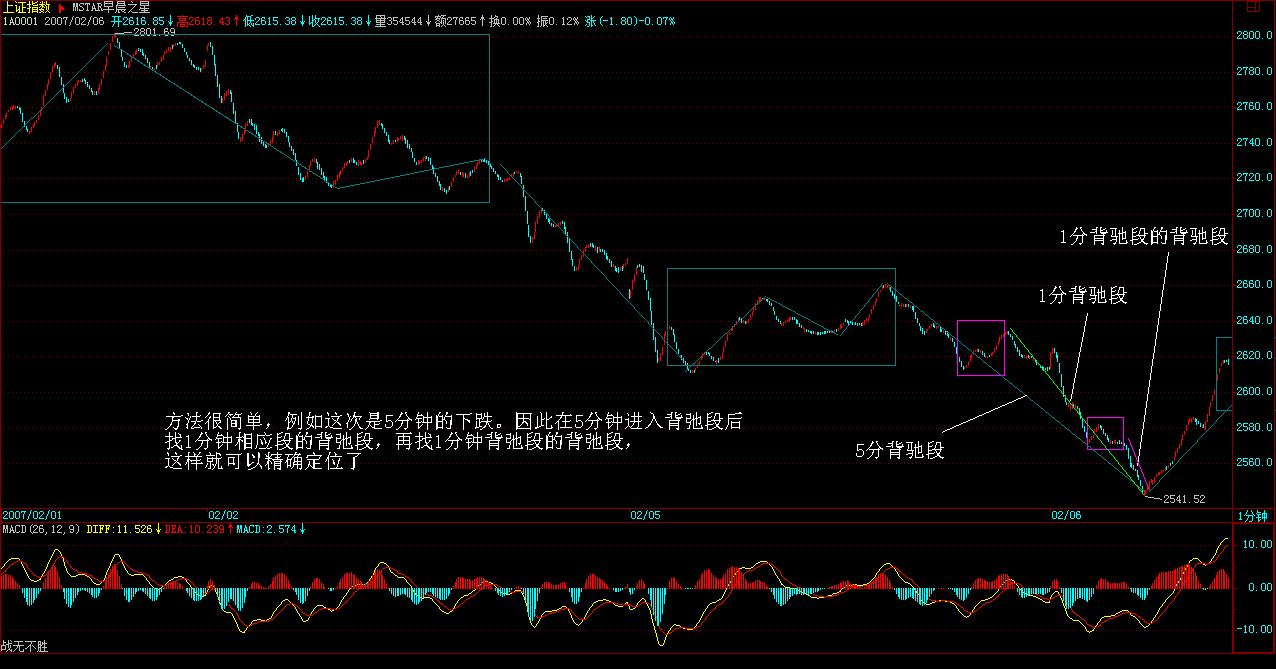 上证指数 MSTAR早晨之星
1A0001 2007/02/06 开2616.85↓高2618.43↑低2615.38↓收2615.38↓量354544↓额27665↑换0.00% 振0.12% 涨(-1.80)-0.07%
2801.69
2800.0
2780.0
2760.0
2740.0
2720.0
2700.0
2680.0
1分背驰段的背驰段
2660.0
1分背驰段
2640.0
2620.0
2600.0
方法很简单，例如这次是5分钟的下跌。因此在5分钟进入背弛段后
找1分钟相应段的背弛段，再找1分钟背弛段的背弛段，
这样就可以精确定位了
5分背驰段
2580.0
2560.0
2541.52
2007/02/01 02/02 02/05 02/06 1分钟
MACD(26,12,9) DIFF:11.526↓DEA:10.239↑MACD:2.574↓
10.00
0.00
-10.00
战无不胜